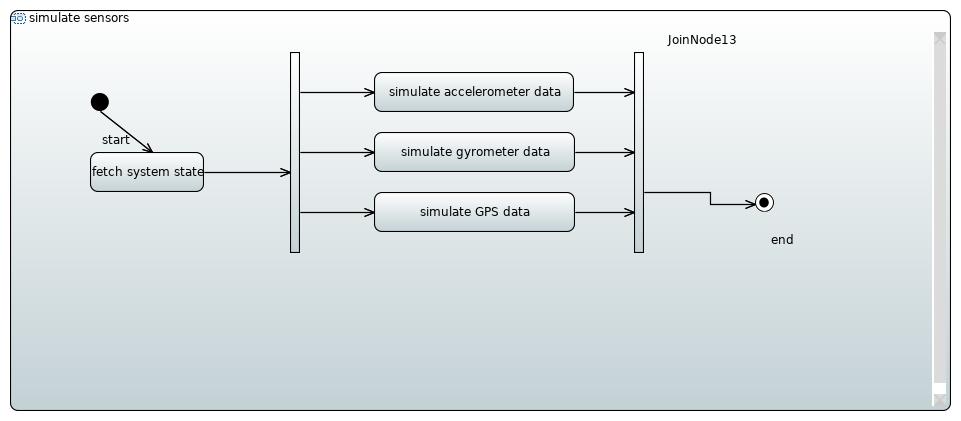 simulate sensors
JoinNode13
simulate accelerometer data
start
simulate gyrometer data
fetch system state
simulate GPS data
end